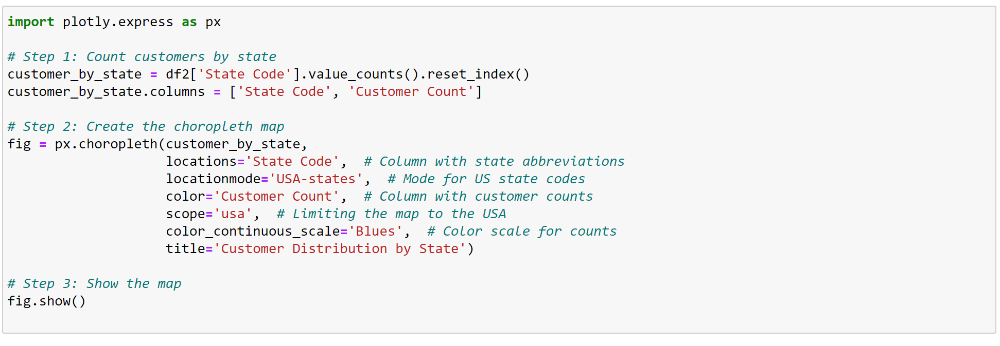 import plotly.express as px
# Step 1: Count customers by state
customer_by_state = df2['State Code'].value_counts().reset_index()
customer_by_state.columns = ['State Code', 'Customer Count']
# Step 2: Create the choropleth map
fig = px.choropleth(customer_by_state,
locations='State Code',  # Column with state abbreviations
locationmode='USA-states',  # Mode for US state codes
color='Customer Count',  # Column with customer counts
scope='usa',  # Limiting the map to the USA
color_continuous_scale='Blues',  # Color scale for counts
title='Customer Distribution by State')
# Step 3: Show the map
fig.show()